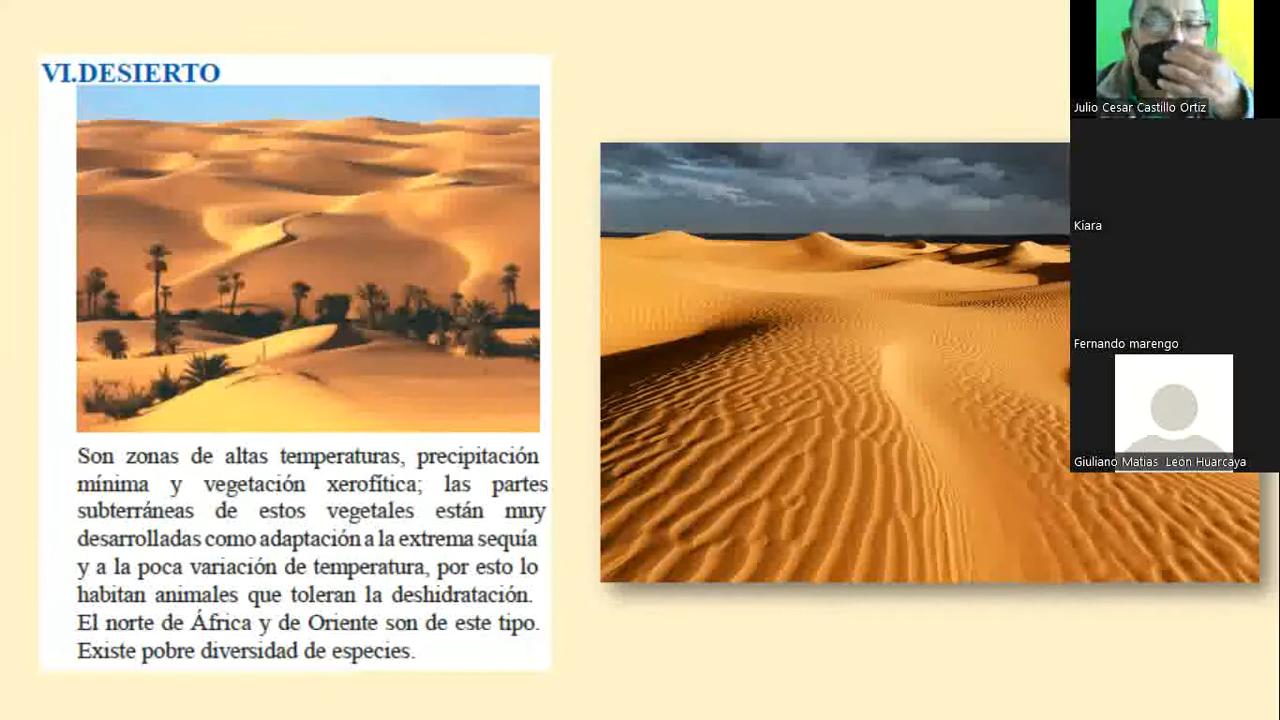 VI.DESIERTO
Son zonas de altas temperaturas, precipitación
mínima y vegetación xerofítica; las partes
subterráneas de estos vegetales están muy
desarrolladas como adaptación a la extrema sequía
y a la poca variación de temperatura, por esto lo
habitan animales que toleran la deshidratación.
El norte de África y de Oriente son de este tipo.
Existe pobre diversidad de especies.
Julio Cesar Castillo Ortiz
Kiara
Fernando marengo
Giuliano Matias León Huarcaya